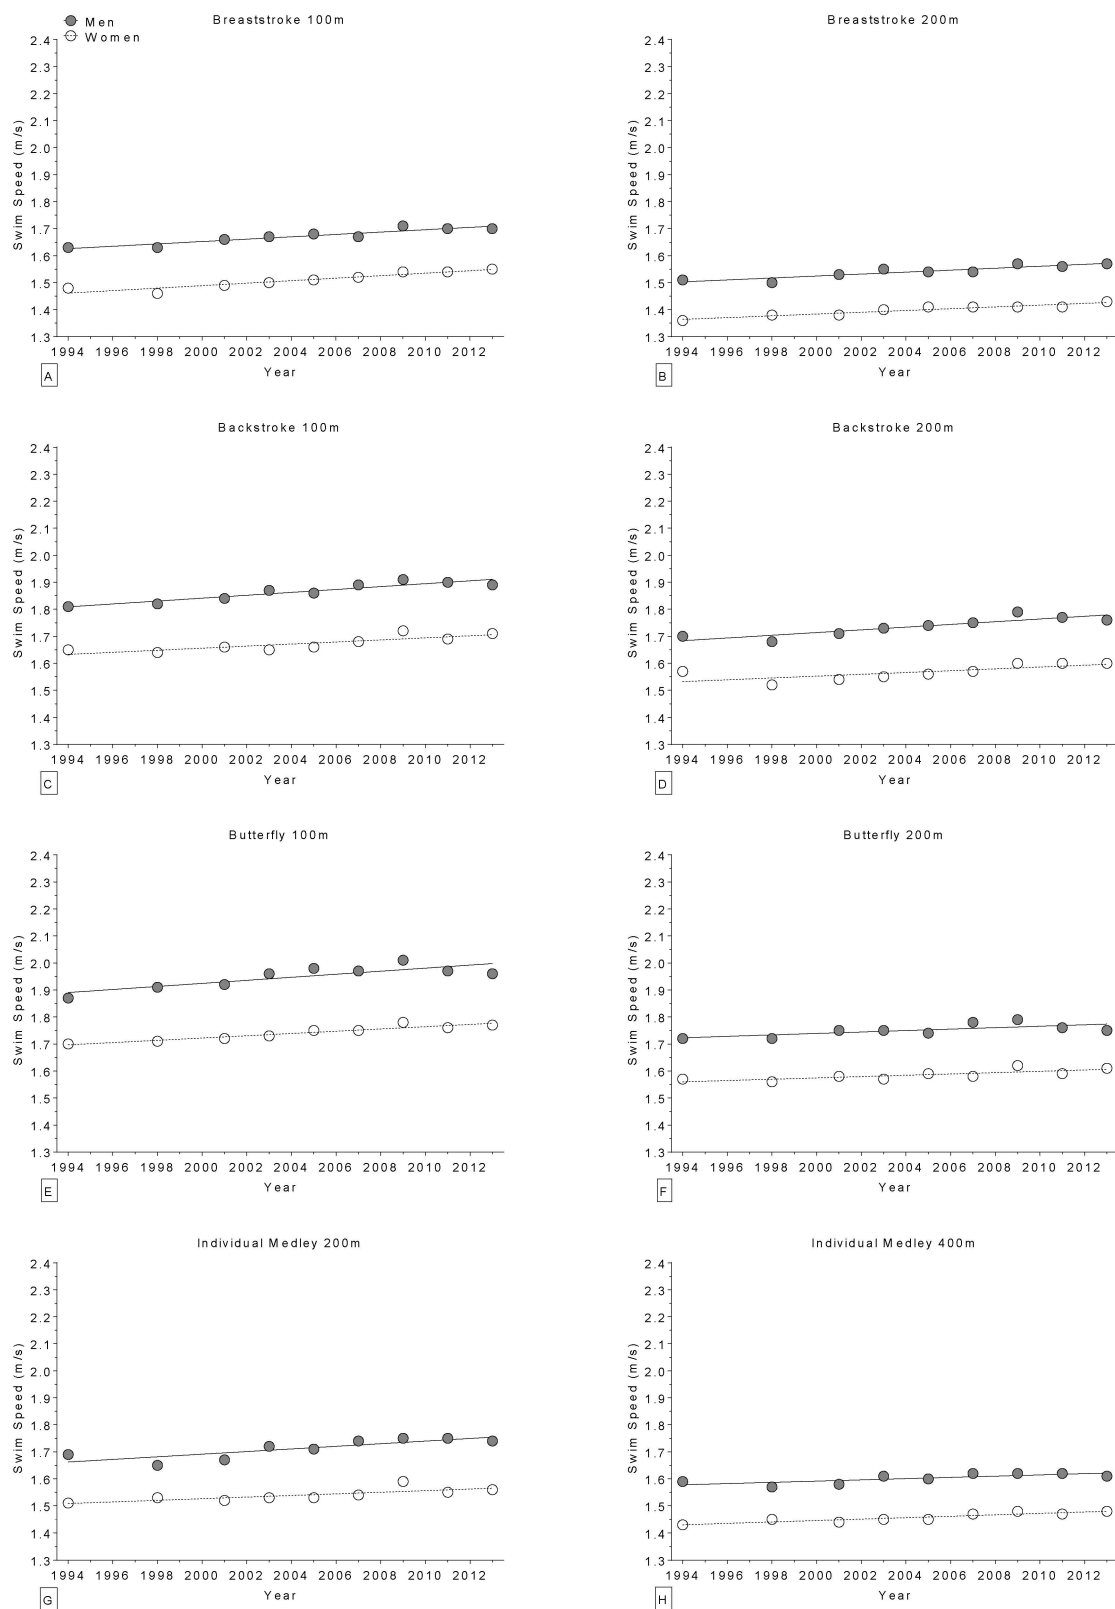 Men
Women
Breaststroke 100m
2.4
2.3
2.2
2.1
2.0
1.9
1.8
1.7
1.6
1.5
1.4
1.3
Swim Speed (m/s)
1994 1996 1998 2000 2002 2004 2006 2008 2010 2012
Year
A
Breaststroke 200m
2.4
2.3
2.2
2.1
2.0
1.9
1.8
1.7
1.6
1.5
1.4
1.3
Swim Speed (m/s)
1994 1996 1998 2000 2002 2004 2006 2008 2010 2012
Year
B
Backstroke 100m
2.4
2.3
2.2
2.1
2.0
1.9
1.8
1.7
1.6
1.5
1.4
1.3
Swim Speed (m/s)
1994 1996 1998 2000 2002 2004 2006 2008 2010 2012
Year
C
Backstroke 200m
2.4
2.3
2.2
2.1
2.0
1.9
1.8
1.7
1.6
1.5
1.4
1.3
Swim Speed (m/s)
1994 1996 1998 2000 2002 2004 2006 2008 2010 2012
Year
D
Butterfly 100m
2.4
2.3
2.2
2.1
2.0
1.9
1.8
1.7
1.6
1.5
1.4
1.3
Swim Speed (m/s)
1994 1996 1998 2000 2002 2004 2006 2008 2010 2012
Year
E
Butterfly 200m
2.4
2.3
2.2
2.1
2.0
1.9
1.8
1.7
1.6
1.5
1.4
1.3
Swim Speed (m/s)
1994 1996 1998 2000 2002 2004 2006 2008 2010 2012
Year
F
Individual Medley 200m
2.4
2.3
2.2
2.1
2.0
1.9
1.8
1.7
1.6
1.5
1.4
1.3
Swim Speed (m/s)
1994 1996 1998 2000 2002 2004 2006 2008 2010 2012
Year
G
Individual Medley 400m
2.4
2.3
2.2
2.1
2.0
1.9
1.8
1.7
1.6
1.5
1.4
1.3
Swim Speed (m/s)
1994 1996 1998 2000 2002 2004 2006 2008 2010 2012
Year
H